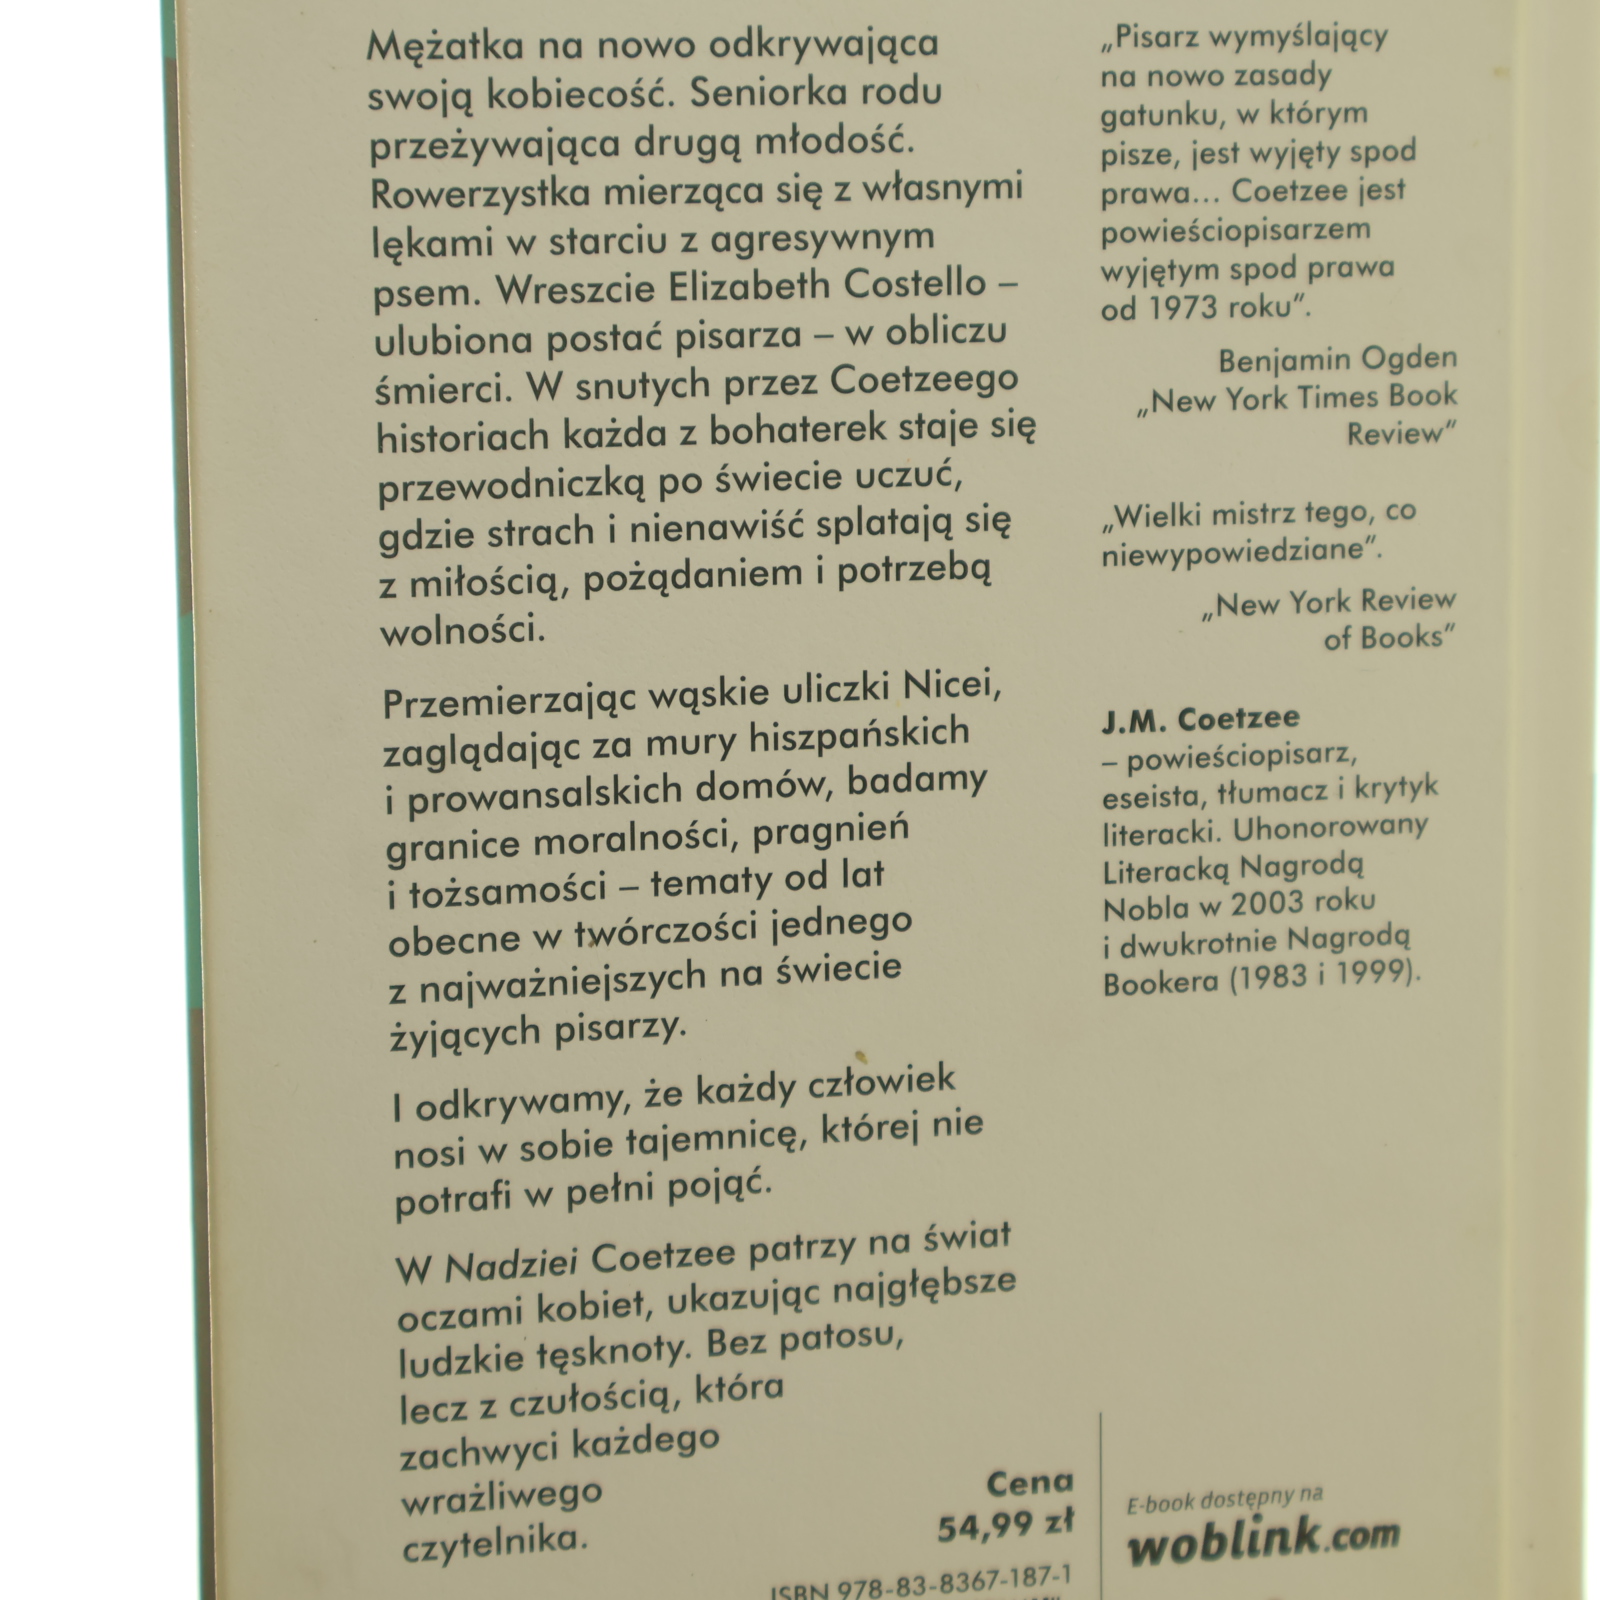 Mężatka na nowo odkrywająca
swoją kobiecość. Seniorka rodu
przeżywająca drugą młodość.
Rowerzystka mierząca się z własnymi
lękami w starciu z agresywnym
psem. Wreszcie Elizabeth Costello –
ulubiona postać pisarza – w obliczu
śmierci. W snutych przez Coetzeego
historiach każda z bohaterek staje się
przewodniczką po świecie uczuć,
gdzie strach i nienawiść splatają się
z miłością, pożądaniem i potrzebą
wolności.
Przemierzając wąskie uliczki Nicei,
zaglądając za mury hiszpańskich
i prowansalskich domów, badamy
granice moralności, pragnień
i tożsamości – tematy od lat
obecne w twórczości jednego
z najważniejszych na świecie
żyjących pisarzy.
I odkrywamy, że każdy człowiek
nosi w sobie tajemnicę, której nie
potrafi w pełni pojąć.
W Nadziei Coetzee patrzy na świat
oczami kobiet, ukazując najgłębsze
ludzkie tęsknoty. Bez patosu,
lecz z czułością, która
zachwyci każdego
wrażliwego
czytelnika.
„Pisarz wymyślający
na nowo zasady
gatunku, w którym
pisze, jest wyjęty spod
prawa... Coetzee jest
powieściopisarzem
wyjętym spod prawa
od 1973 roku”.
Benjamin Ogden
„New York Times Book
Review”
„Wielki mistrz tego, co
niewypowiedziane”.
„New York Review
of Books”
J.M. Coetzee
– powieściopisarz,
eseista, tłumacz i krytyk
literacki. Uhonorowany
Literacką Nagrodą
Nobla w 2003 roku
i dwukrotnie Nagrodą
Bookera (1983 i 1999).
Cena
54,99 zł
ISBN 978-83-8367-187-1
E-book dostępny na
woblink.com